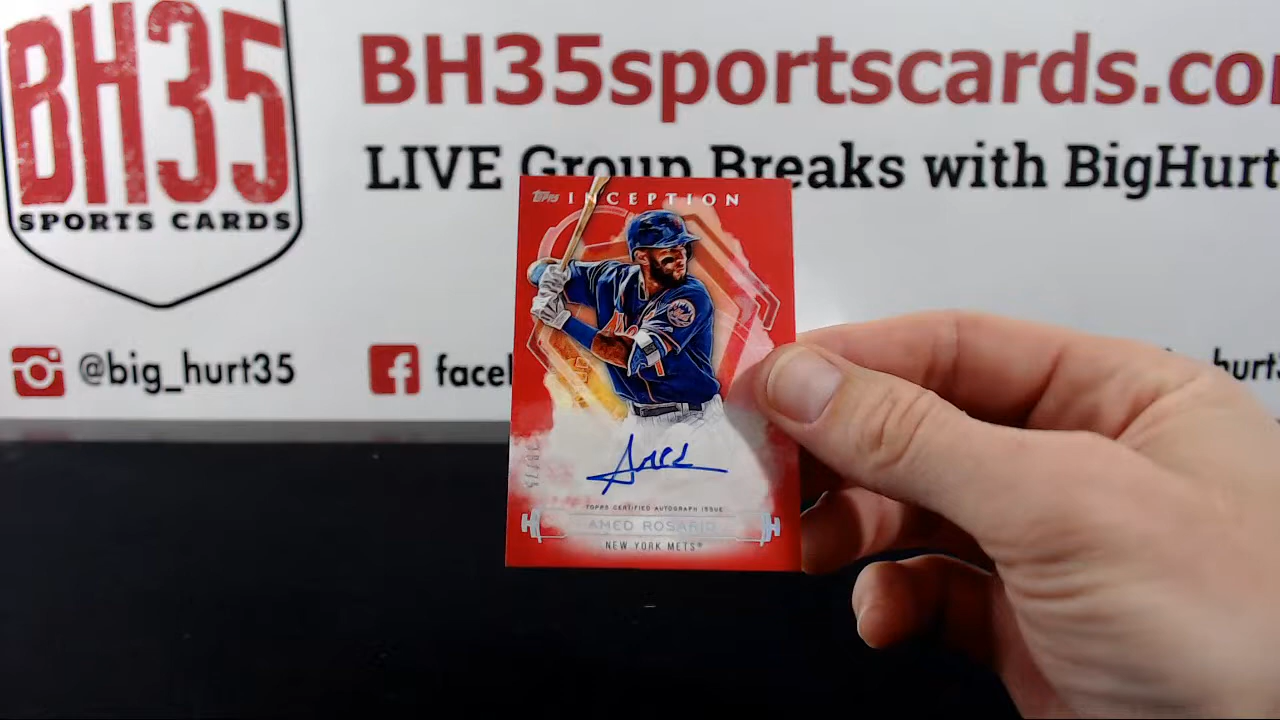 BH35
SPORTS CARDS
BH35sportscards.co
LIVE Group Breaks with BigHurt
@big_hurt35
face
hurt3
TOPPS INCEPTION
Amed
TOPPS CERTIFIED AUTOGRAPH ISSUE
AMED ROSARIO
NEW YORK METS®